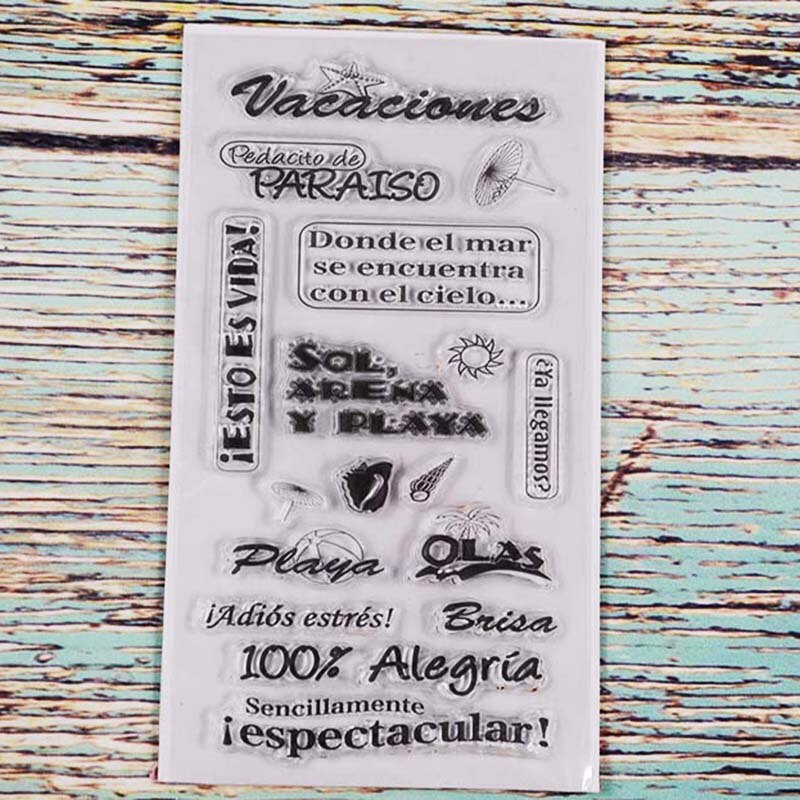 Vacaciones
Pedacito de
PARAISO
¡ESTO ES VIDA!
Donde el mar
se encuentra
con el cielo...
SOL,
ARENA
Y PLAYA
¿Ya llegamos?
Playa
OLAS
¡Adiós estrés!
Brisa
100% Alegría
Sencillamente
¡espectacular!